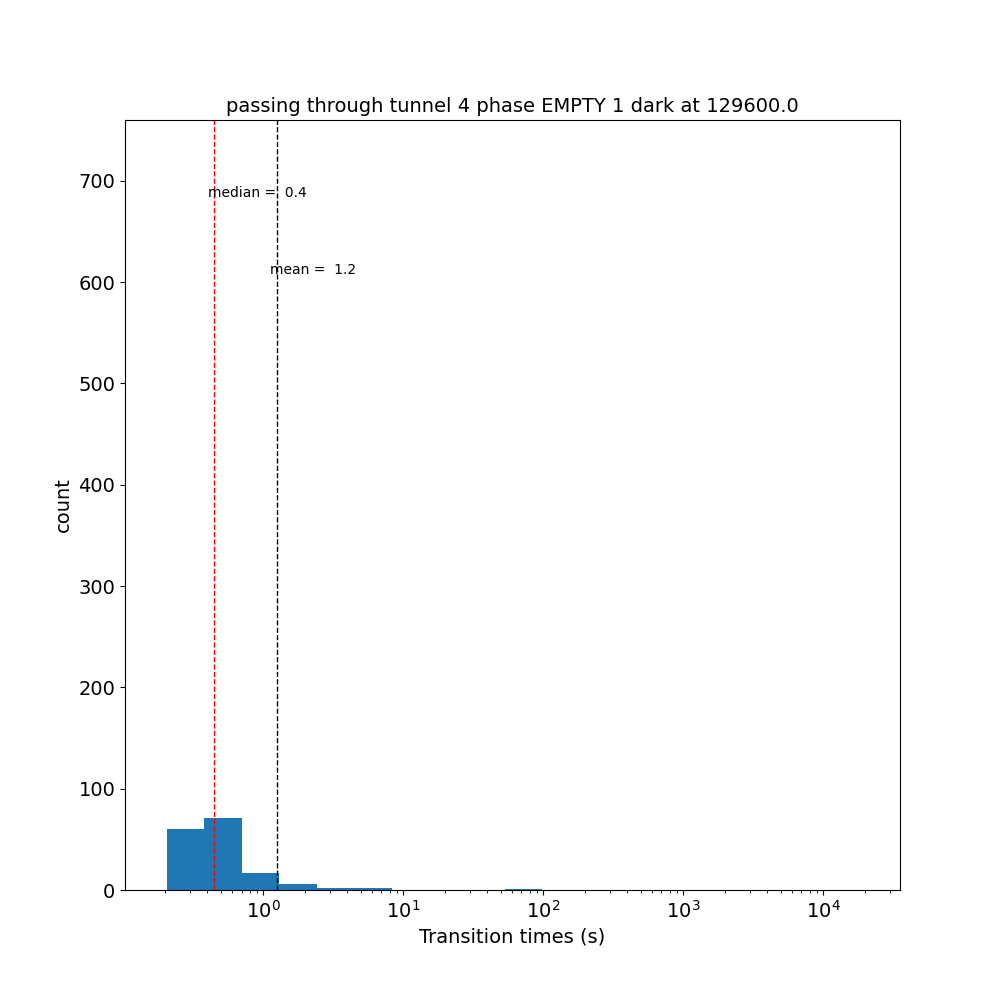 passing through tunnel 4 phase EMPTY 1 dark at 129600.0
700
median =  0.4
mean =  1.2
600
500
400
count
300
200
100
0
10^0 10^1 10^2 10^3 10^4
Transition times (s)